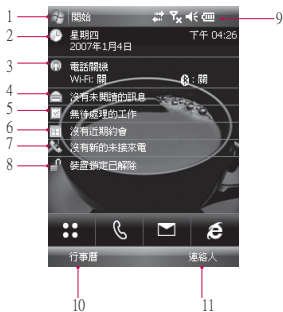 1 開始 9
2 星期四 下午 04:26
2007年1月4日
3 電話關機
Wi-Fi: 關 : 關
4 沒有未閱讀的訊息
5 無待處理的工作
6 沒有近期約會
7 沒有新的未接來電
8 裝置鎖定已解除
行事曆 連絡人
10 11